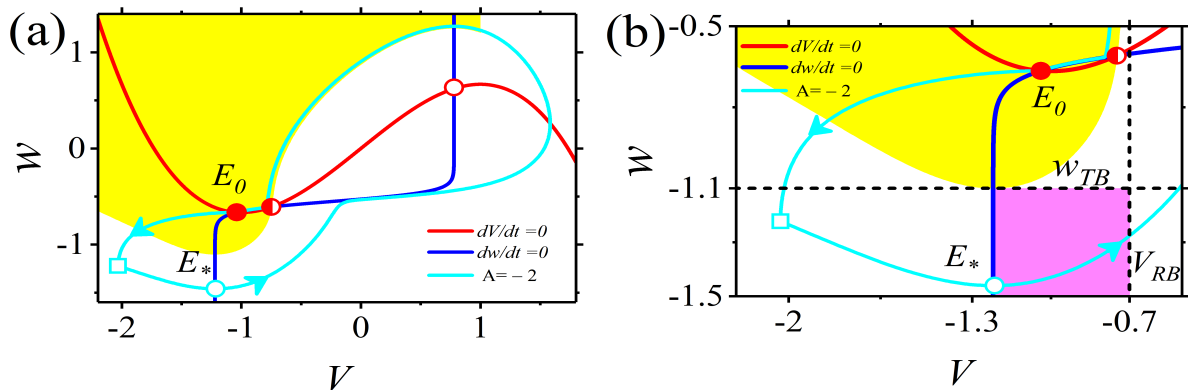 (a)
w
1
0
-1
-2
-1
0
1
V
E0
E*
dV/dt =0
dw/dt=0
A= – 2
(b)
w
-0.5
-1.1
-1.5
-2
-1.3
-0.7
V
dV/dt =0
dw/dt=0
A= – 2
E0
wTB
E*
VRB